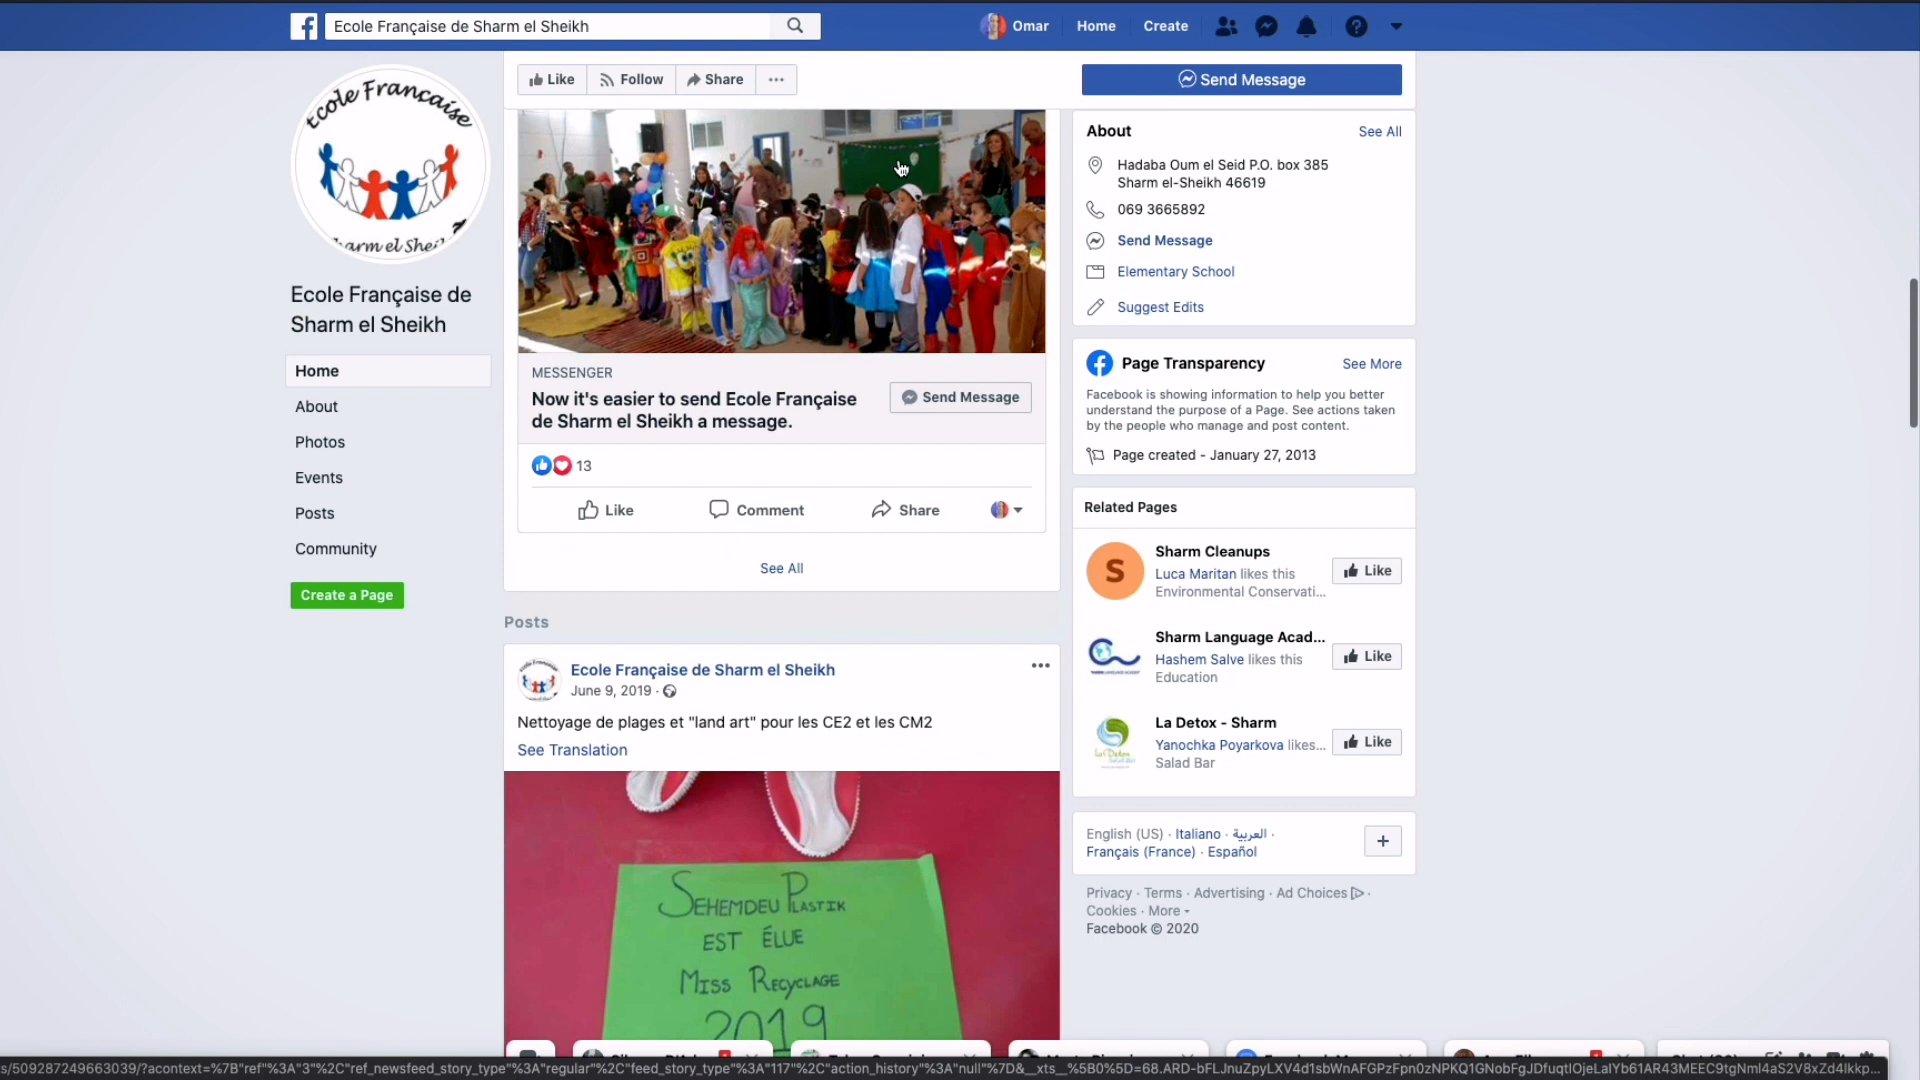 Ecole Française de Sharm el Sheikh
Omar
Home
Create
École Française
Sharm el Shei
Ecole Française de
Sharm el Sheikh
Home
About
Photos
Events
Posts
Community
Create a Page
Like
Follow
Share
Send Message
MESSENGER
Now it's easier to send Ecole Française
de Sharm el Sheikh a message.
Send Message
13
Like
Comment
Share
See All
Posts
Ecole Française de Sharm el Sheikh
June 9, 2019 ·
Nettoyage de plages et "land art" pour les CE2 et les CM2
See Translation
SEHEMDEU PLASTIK
EST ÉLUE
MISS RECYCLAGE
2019
About
See All
Hadaba Oum el Seid P.O. box 385
Sharm el-Sheikh 46619
069 3665892
Send Message
Elementary School
Suggest Edits
Page Transparency
See More
Facebook is showing information to help you better
understand the purpose of a Page. See actions taken
by the people who manage and post content.
Page created - January 27, 2013
Related Pages
S
Sharm Cleanups
Luca Maritan likes this
Environmental Conservati...
Like
Sharm Language Acad...
Hashem Salve likes this
Education
Like
La Detox - Sharm
Yanochka Poyarkova likes...
Salad Bar
Like
English (US) · Italiano · العربية ·
Français (France) · Español
Privacy · Terms · Advertising · Ad Choices ·
Cookies · More
Facebook © 2020